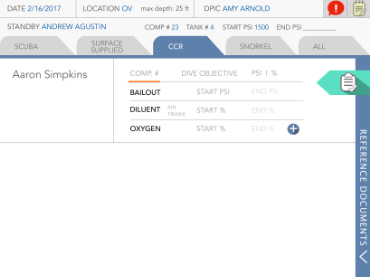 DATE 2/16/2017 LOCATION OV max depth: 25 ft DPIC AMY ARNOLD
STANDBY ANDREW AGUSTIN COMP # 23 TANK # 4 START PSI 1500 END PSI ________
SCUBA SURFACE SUPPLIED CCR SNORKEL ALL
Aaron Simpkins
COMP. # DIVE OBJECTIVE PSI | %
BAILOUT START PSI END PSI
DILUENT AIR TRIMIX START % END %
OXYGEN START % END %
REFERENCE DOCUMENTS